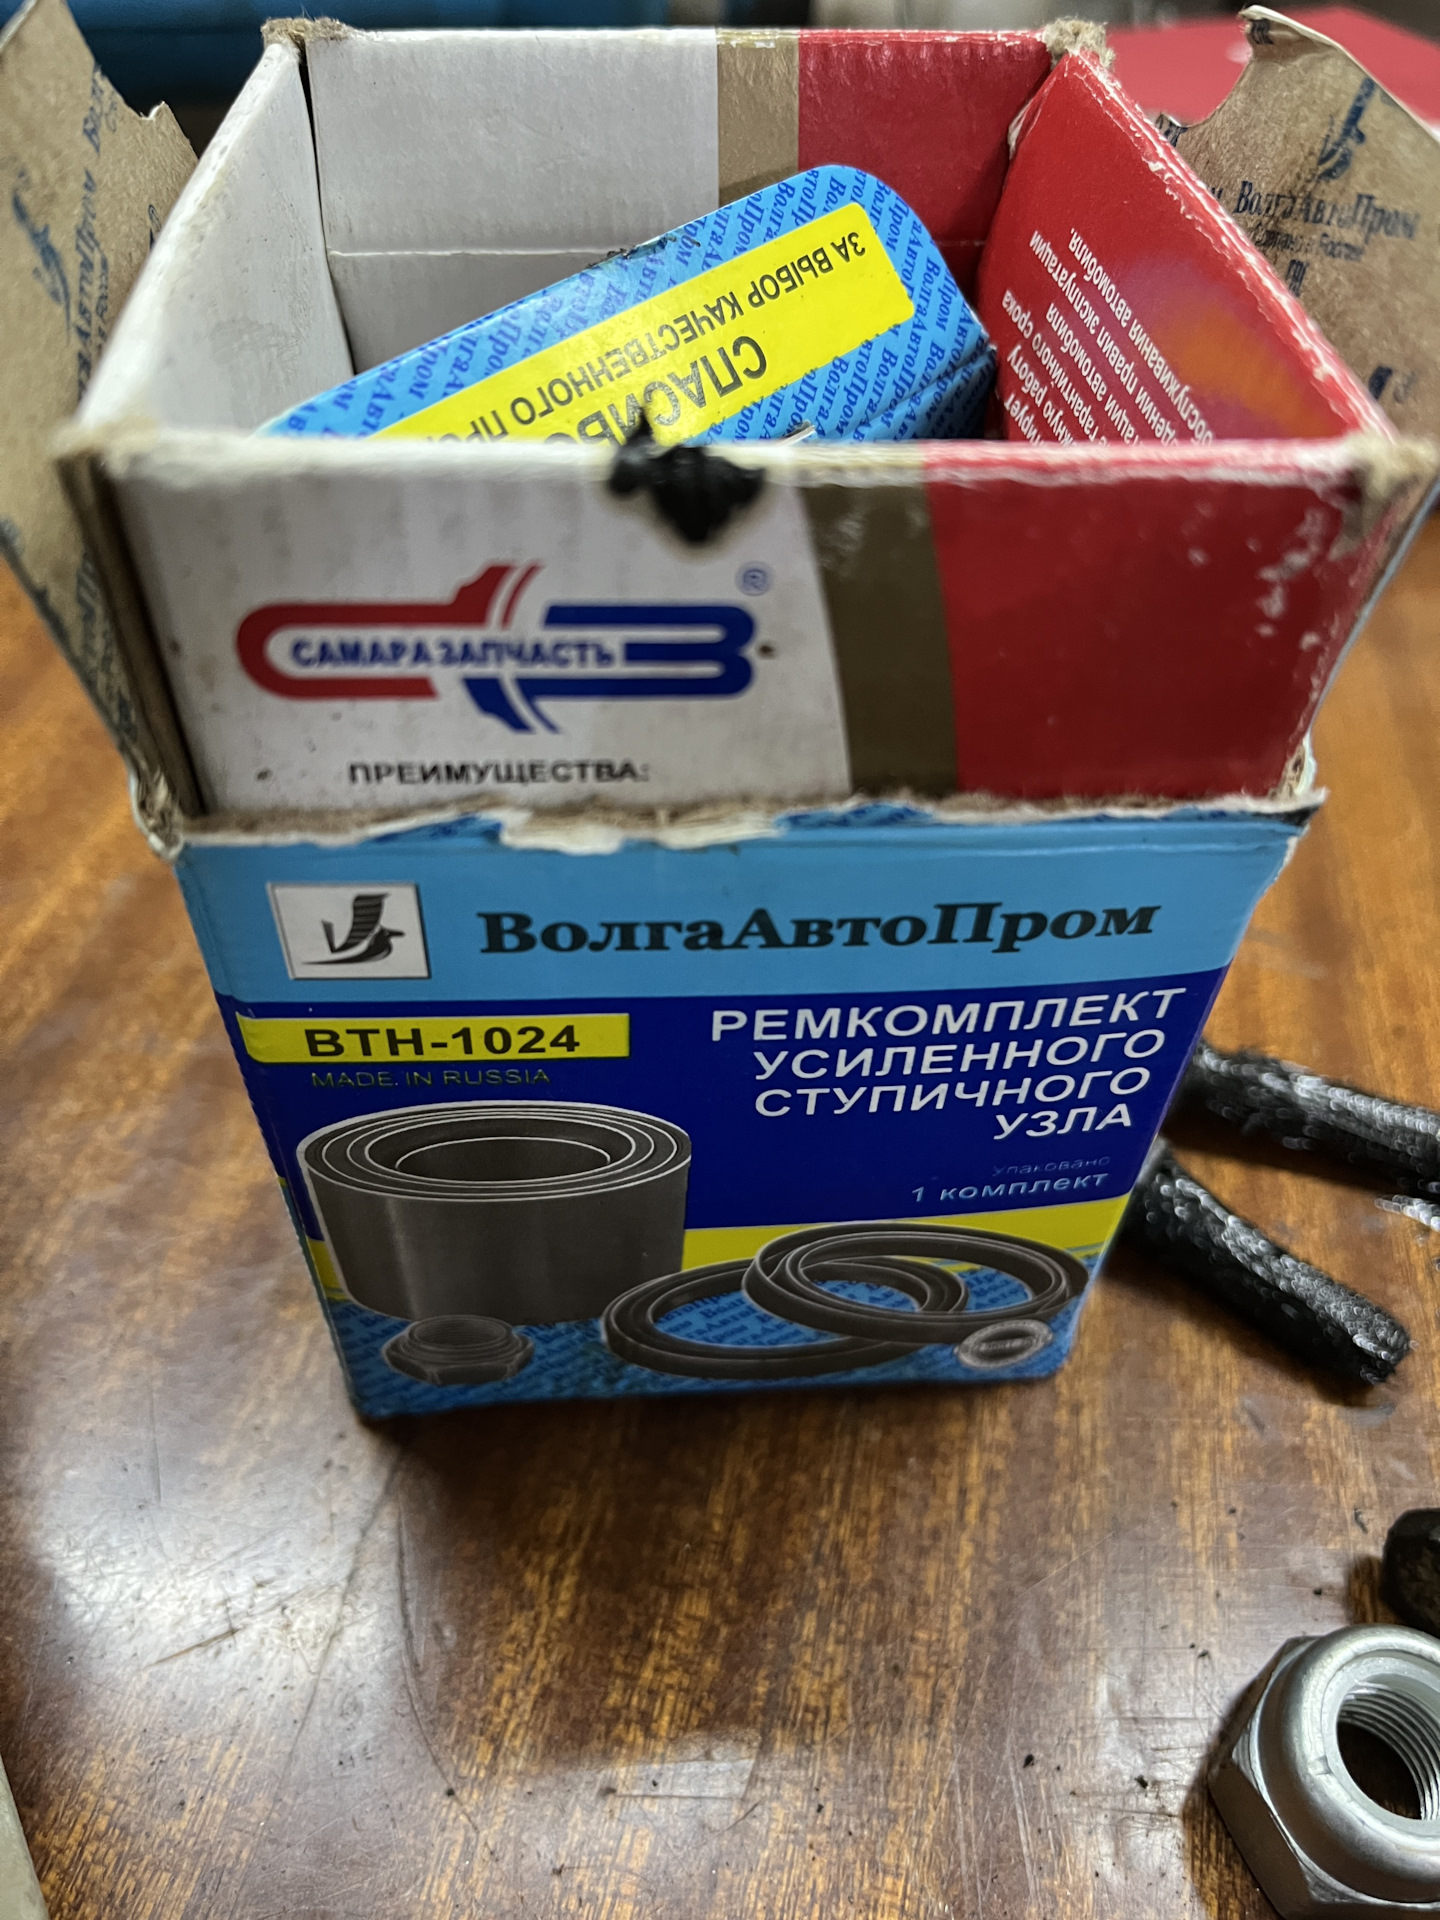 СПАСИБО
ЗА ВЫБОР КАЧЕСТВЕННОГО
ВолгаАвтоПром
САМАРАЗАПЧАСТЬ
®
ПРЕИМУЩЕСТВА:
ВолгаАвтоПром
ВТН-1024
MADE IN RUSSIA
РЕМКОМПЛЕКТ
УСИЛЕННОГО
СТУПИЧНОГО
УЗЛА
Упаковано
1 комплект